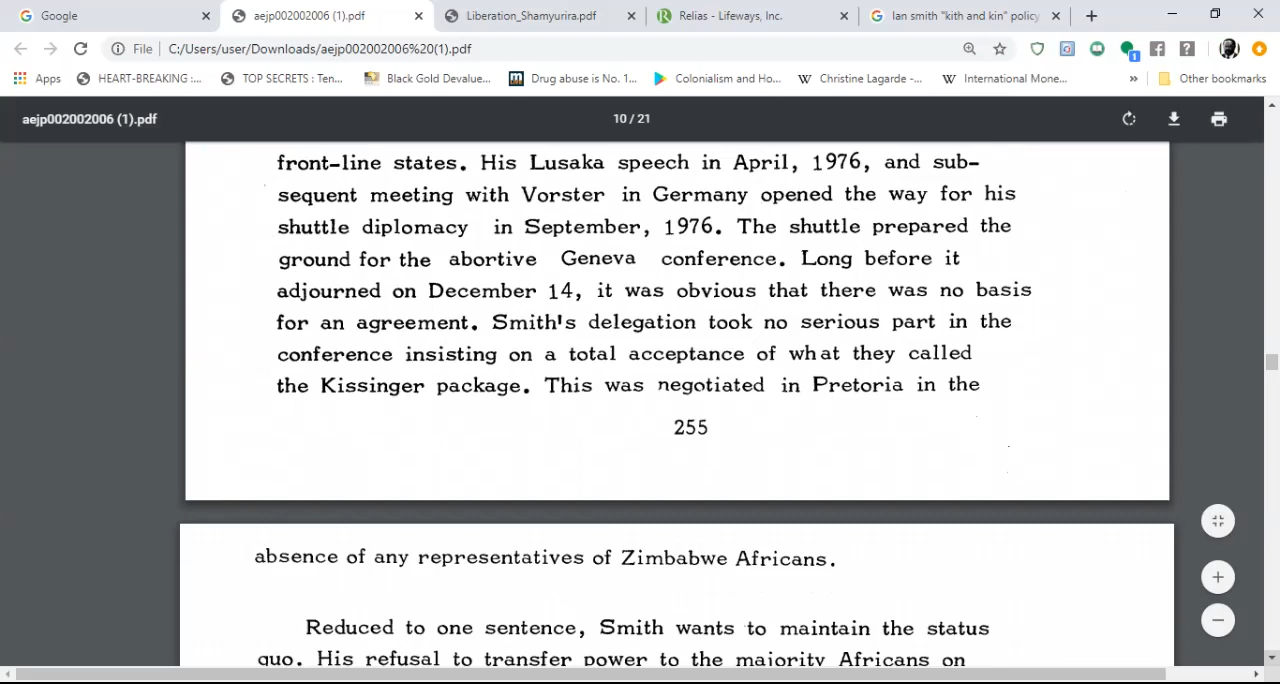 Google
aejp002002006 (1).pdf
Liberation_Shamyurira.pdf
Relias - Lifeways, Inc.
Ian smith "kith and kin" policy
File
C:/Users/user/Downloads/aejp002002006%20(1).pdf
1
Apps
HEART-BREAKING :...
TOP SECRETS : Ten...
Black Gold Devalue...
Drug abuse is No. 1...
Colonialism and Ho...
W Christine Lagarde -...
W International Mone...
»
Other bookmarks
aejp002002006 (1).pdf
10 / 21
front-line states. His Lusaka speech in April, 1976, and sub-
sequent meeting with Vorster in Germany opened the way for his
shuttle diplomacy in September, 1976. The shuttle prepared the
ground for the abortive Geneva conference. Long before it
adjourned on December 14, it was obvious that there was no basis
for an agreement. Smith's delegation took no serious part in the
conference insisting on a total acceptance of what they called
the Kissinger package. This was negotiated in Pretoria in the
255
absence of any representatives of Zimbabwe Africans.
Reduced to one sentence, Smith wants to maintain the status
quo. His refusal to transfer power to the majority Africans on